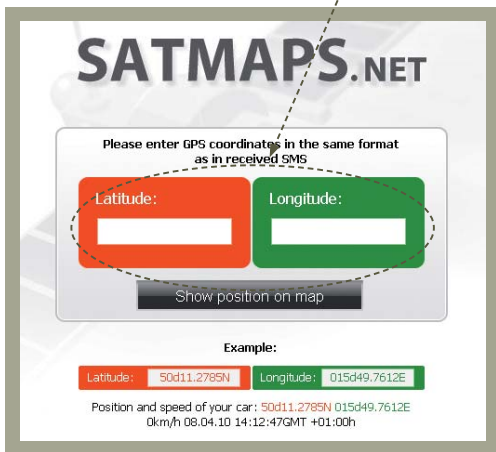 SATMAPS.NET
Please enter GPS coordinates in the same format
as in received SMS
Latitude: Longitude:
Show position on map
Example:
Latitude: 50d11.2785N Longitude: 015d49.7612E
Position and speed of your car: 50d11.2785N 015d49.7612E
0km/h 08.04.10 14:12:47GMT +01:00h